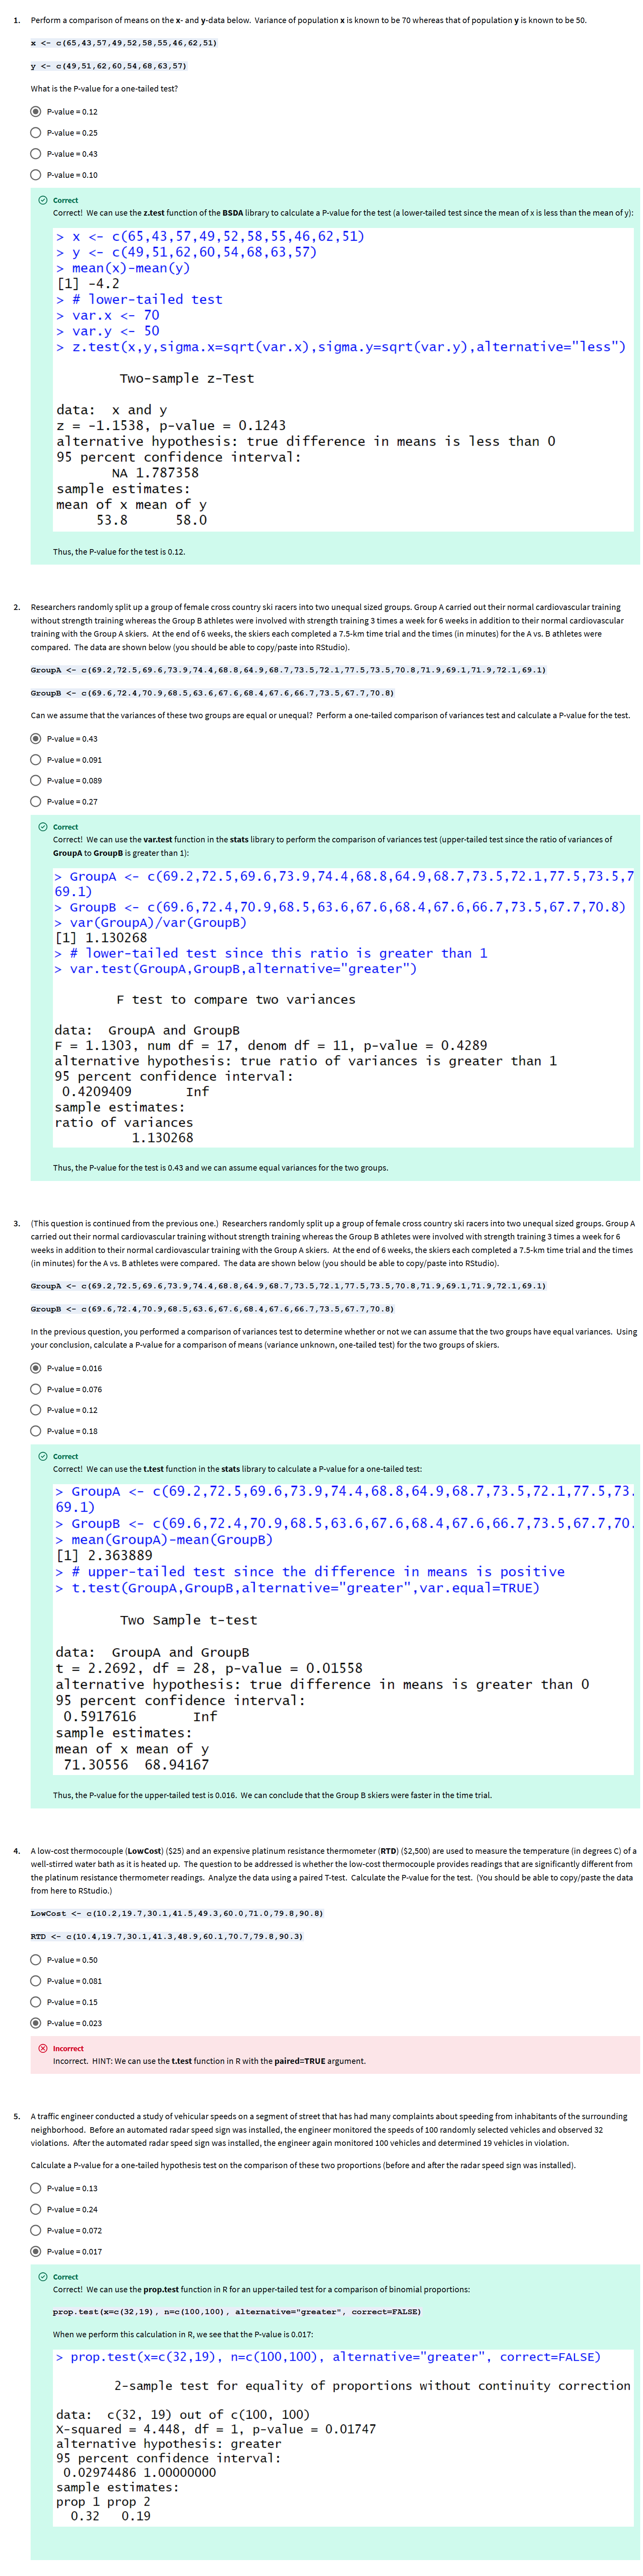 1. Perform a comparison of means on the x- and y-data below. Variance of population x is known to be 70 whereas that of population y is known to be 50.
x <- c(65,43,57,49,52,58,55,46,62,51)
y <- c(49,51,62,60,54,68,63,57)
What is the P-value for a one-tailed test?
P-value = 0.12
P-value = 0.25
P-value = 0.43
P-value = 0.10
Correct
Correct! We can use the z.test function of the BSDA library to calculate a P-value for the test (a lower-tailed test since the mean of x is less than the mean of y):
> x <- c(65,43,57,49,52,58,55,46,62,51)
> y <- c(49,51,62,60,54,68,63,57)
> mean(x)-mean(y)
[1] -4.2
> # lower-tailed test
> var.x <- 70
> var.y <- 50
> z.test(x,y,sigma.x=sqrt(var.x),sigma.y=sqrt(var.y),alternative="less")
Two-sample z-Test
data: x and y
z = -1.1538, p-value = 0.1243
alternative hypothesis: true difference in means is less than 0
95 percent confidence interval:
NA 1.787358
sample estimates:
mean of x mean of y
53.8 58.0
Thus, the P-value for the test is 0.12.
2. Researchers randomly split up a group of female cross country ski racers into two unequal sized groups. Group A carried out their normal cardiovascular training
without strength training whereas the Group B athletes were involved with strength training 3 times a week for 6 weeks in addition to their normal cardiovascular
training with the Group A skiers. At the end of 6 weeks, the skiers each completed a 7.5-km time trial and the times (in minutes) for the A vs. B athletes were
compared. The data are shown below (you should be able to copy/paste into RStudio).
GroupA <- c(69.2,72.5,69.6,73.9,74.4,68.8,64.9,68.7,73.5,72.1,77.5,73.5,70.8,71.9,69.1,71.9,72.1,69.1)
GroupB <- c(69.6,72.4,70.9,68.5,63.6,67.6,68.4,67.6,66.7,73.5,67.7,70.8)
Can we assume that the variances of these two groups are equal or unequal? Perform a one-tailed comparison of variances test and calculate a P-value for the test.
P-value = 0.43
P-value = 0.091
P-value = 0.089
P-value = 0.27
Correct
Correct! We can use the var.test function in the stats library to perform the comparison of variances test (upper-tailed test since the ratio of variances of
GroupA to GroupB is greater than 1):
> GroupA <- c(69.2,72.5,69.6,73.9,74.4,68.8,64.9,68.7,73.5,72.1,77.5,73.5,7
69.1)
> GroupB <- c(69.6,72.4,70.9,68.5,63.6,67.6,68.4,67.6,66.7,73.5,67.7,70.8)
> var(GroupA)/var(GroupB)
[1] 1.130268
> # lower-tailed test since this ratio is greater than 1
> var.test(GroupA,GroupB,alternative="greater")
F test to compare two variances
data: GroupA and GroupB
F = 1.1303, num df = 17, denom df = 11, p-value = 0.4289
alternative hypothesis: true ratio of variances is greater than 1
95 percent confidence interval:
0.4209409 Inf
sample estimates:
ratio of variances
1.130268
Thus, the P-value for the test is 0.43 and we can assume equal variances for the two groups.
3. (This question is continued from the previous one.) Researchers randomly split up a group of female cross country ski racers into two unequal sized groups. Group A
carried out their normal cardiovascular training without strength training whereas the Group B athletes were involved with strength training 3 times a week for 6
weeks in addition to their normal cardiovascular training with the Group A skiers. At the end of 6 weeks, the skiers each completed a 7.5-km time trial and the times
(in minutes) for the A vs. B athletes were compared. The data are shown below (you should be able to copy/paste into RStudio).
GroupA <- c(69.2,72.5,69.6,73.9,74.4,68.8,64.9,68.7,73.5,72.1,77.5,73.5,70.8,71.9,69.1,71.9,72.1,69.1)
GroupB <- c(69.6,72.4,70.9,68.5,63.6,67.6,68.4,67.6,66.7,73.5,67.7,70.8)
In the previous question, you performed a comparison of variances test to determine whether or not we can assume that the two groups have equal variances. Using
your conclusion, calculate a P-value for a comparison of means (variance unknown, one-tailed test) for the two groups of skiers.
P-value = 0.016
P-value = 0.076
P-value = 0.12
P-value = 0.18
Correct
Correct! We can use the t.test function in the stats library to calculate a P-value for a one-tailed test:
> GroupA <- c(69.2,72.5,69.6,73.9,74.4,68.8,64.9,68.7,73.5,72.1,77.5,73.
69.1)
> GroupB <- c(69.6,72.4,70.9,68.5,63.6,67.6,68.4,67.6,66.7,73.5,67.7,70.
> mean(GroupA)-mean(GroupB)
[1] 2.363889
> # upper-tailed test since the difference in means is positive
> t.test(GroupA,GroupB,alternative="greater",var.equal=TRUE)
Two Sample t-test
data: GroupA and GroupB
t = 2.2692, df = 28, p-value = 0.01558
alternative hypothesis: true difference in means is greater than 0
95 percent confidence interval:
0.5917616 Inf
sample estimates:
mean of x mean of y
71.30556 68.94167
Thus, the P-value for the upper-tailed test is 0.016. We can conclude that the Group B skiers were faster in the time trial.
4. A low-cost thermocouple (LowCost) ($25) and an expensive platinum resistance thermometer (RTD) ($2,500) are used to measure the temperature (in degrees C) of a
well-stirred water bath as it is heated up. The question to be addressed is whether the low-cost thermocouple provides readings that are significantly different from
the platinum resistance thermometer readings. Analyze the data using a paired T-test. Calculate the P-value for the test. (You should be able to copy/paste the data
from here to RStudio.)
LowCost <- c(10.2,19.7,30.1,41.5,49.3,60.0,71.0,79.8,90.8)
RTD <- c(10.4,19.7,30.1,41.3,48.9,60.1,70.7,79.8,90.3)
P-value = 0.50
P-value = 0.081
P-value = 0.15
P-value = 0.023
Incorrect
Incorrect. HINT: We can use the t.test function in R with the paired=TRUE argument.
5. A traffic engineer conducted a study of vehicular speeds on a segment of street that has had many complaints about speeding from inhabitants of the surrounding
neighborhood. Before an automated radar speed sign was installed, the engineer monitored the speeds of 100 randomly selected vehicles and observed 32
violations. After the automated radar speed sign was installed, the engineer again monitored 100 vehicles and determined 19 vehicles in violation.
Calculate a P-value for a one-tailed hypothesis test on the comparison of these two proportions (before and after the radar speed sign was installed).
P-value = 0.13
P-value = 0.24
P-value = 0.072
P-value = 0.017
Correct
Correct! We can use the prop.test function in R for an upper-tailed test for a comparison of binomial proportions:
prop.test(x=c(32,19), n=c(100,100), alternative="greater", correct=FALSE)
When we perform this calculation in R, we see that the P-value is 0.017:
> prop.test(x=c(32,19), n=c(100,100), alternative="greater", correct=FALSE)
2-sample test for equality of proportions without continuity correction
data: c(32, 19) out of c(100, 100)
X-squared = 4.448, df = 1, p-value = 0.01747
alternative hypothesis: greater
95 percent confidence interval:
0.02974486 1.00000000
sample estimates:
prop 1 prop 2
0.32 0.19